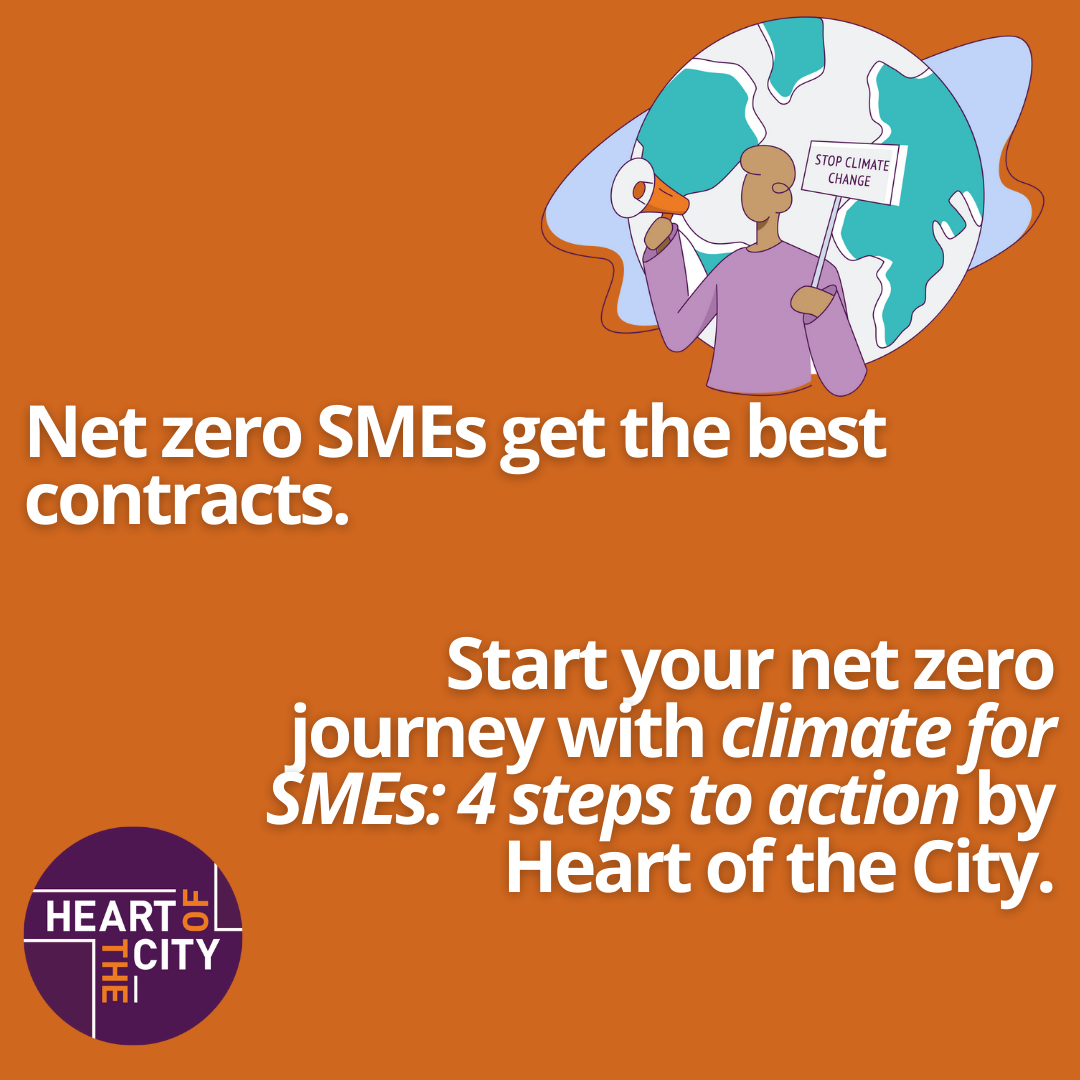 STOP CLIMATE
CHANGE
Net zero SMEs get the best
contracts.
Start your net zero
journey with climate for
SMEs: 4 steps to action by
Heart of the City.
HEART OF
THE CITY